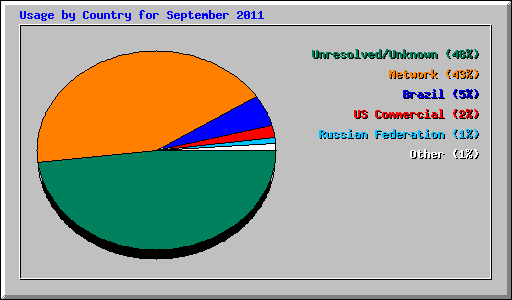 Usage by Country for September 2011
Unresolved/Unknown (48%)
Network (43%)
Brazil (5%)
US Commercial (2%)
Russian Federation (1%)
Other (1%)